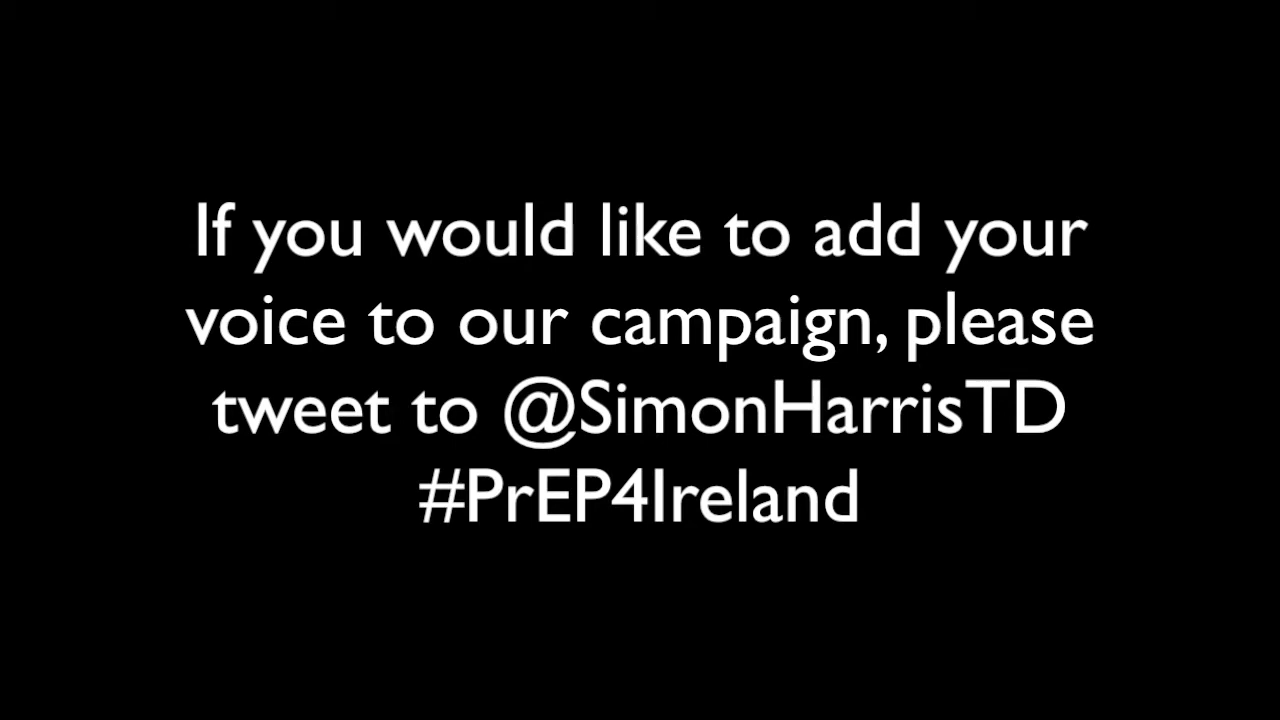 If you would like to add your
voice to our campaign, please
tweet to @SimonHarrisTD
#PrEP4Ireland